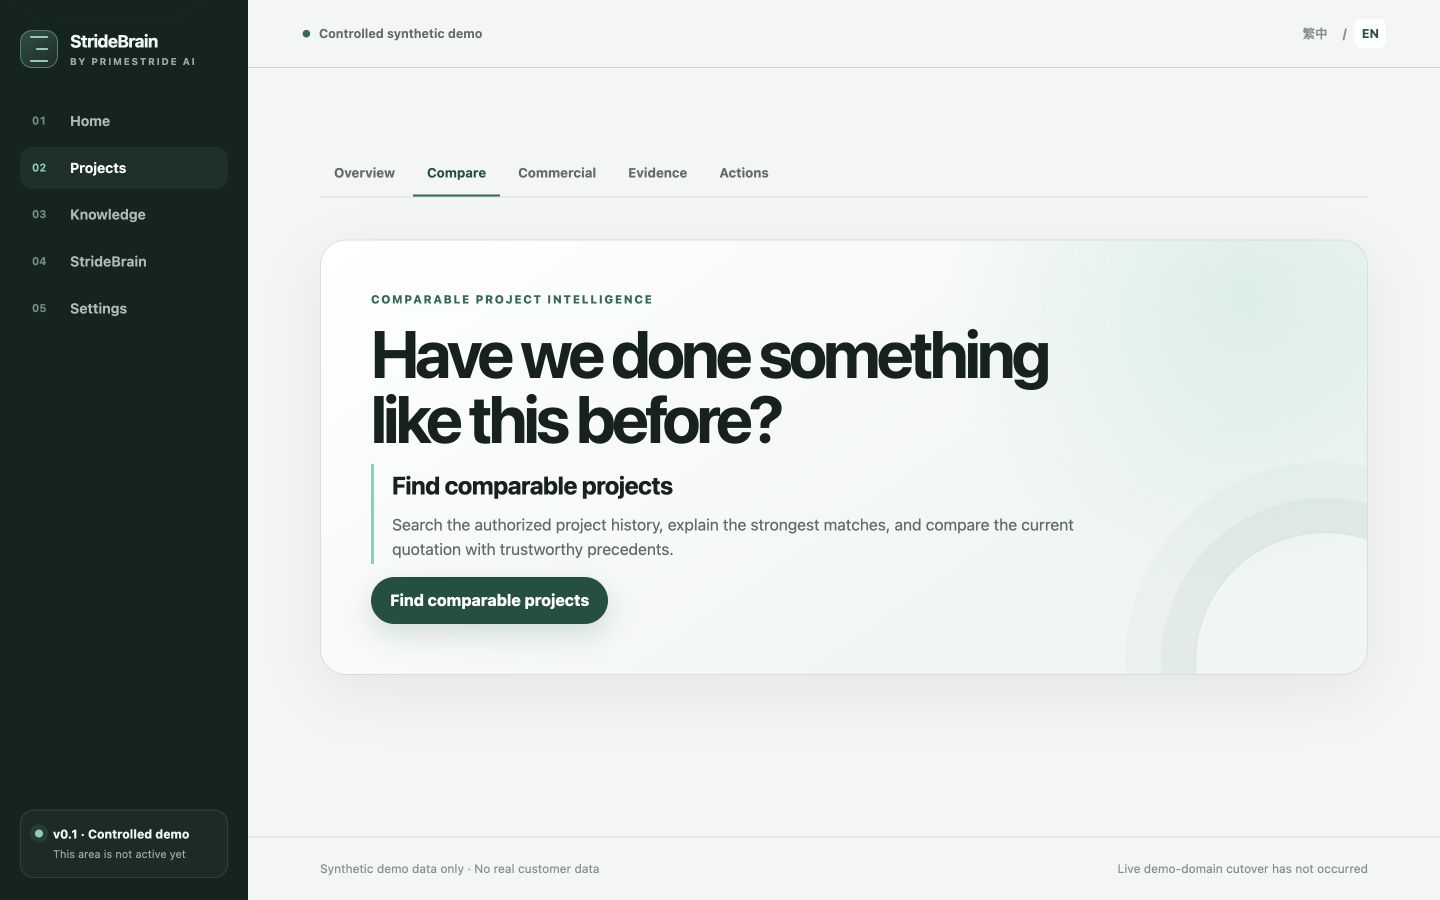 StrideBrain
BY PRIMESTRIDE AI
01 Home
02 Projects
03 Knowledge
04 StrideBrain
05 Settings
v0.1 · Controlled demo
This area is not active yet
Controlled synthetic demo
繁中 / EN
Overview Compare Commercial Evidence Actions
COMPARABLE PROJECT INTELLIGENCE
Have we done something
like this before?
Find comparable projects
Search the authorized project history, explain the strongest matches, and compare the current
quotation with trustworthy precedents.
Find comparable projects
Synthetic demo data only · No real customer data
Live demo-domain cutover has not occurred